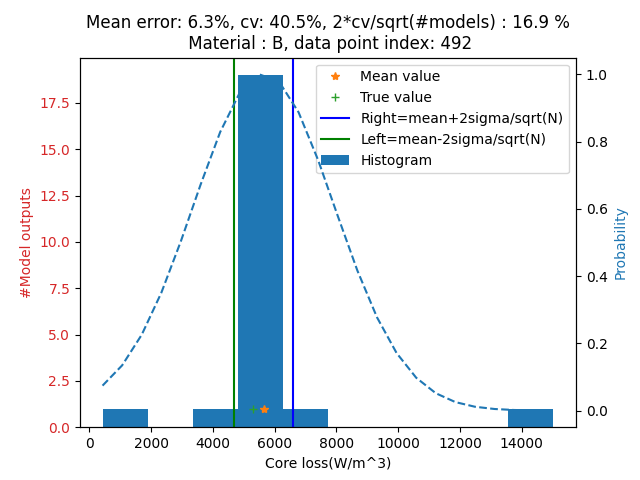 Mean error: 6.3%, cv: 40.5%, 2*cv/sqrt(#models) : 16.9 %
Material : B, data point index: 492
Mean value
True value
Right=mean+2sigma/sqrt(N)
Left=mean-2sigma/sqrt(N)
Histogram
#Model outputs
17.5
15.0
12.5
10.0
7.5
5.0
2.5
0.0
1.0
0.8
0.6
0.4
0.2
0.0
Probability
0 2000 4000 6000 8000 10000 12000 14000
Core loss(W/m^3)